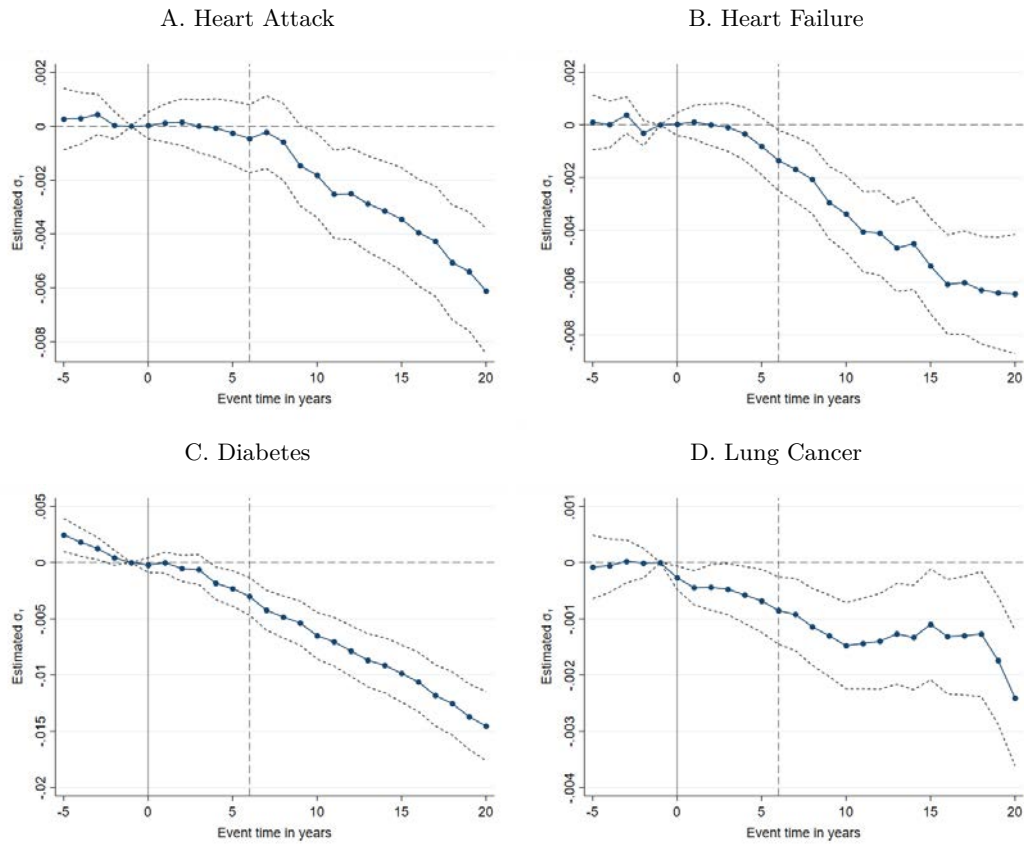 A. Heart Attack
Estimated στ
.002
0
-.002
-.004
-.006
-.008
-5 0 5 10 15 20
Event time in years
B. Heart Failure
Estimated στ
.002
0
-.002
-.004
-.006
-.008
-5 0 5 10 15 20
Event time in years
C. Diabetes
Estimated στ
.005
0
-.005
-.01
-.015
-.02
-5 0 5 10 15 20
Event time in years
D. Lung Cancer
Estimated στ
.001
0
-.001
-.002
-.003
-.004
-5 0 5 10 15 20
Event time in years